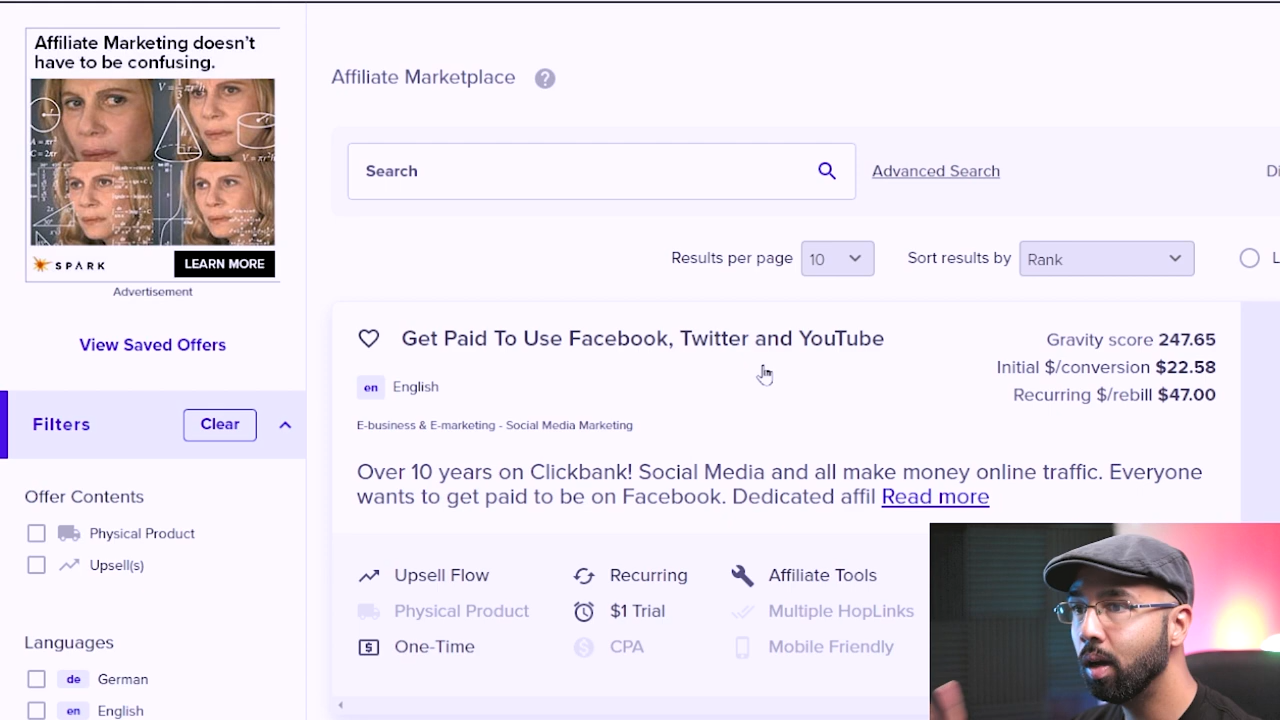 Affiliate Marketing doesn't
have to be confusing.
SPARK
LEARN MORE
Advertisement
View Saved Offers
Filters
Clear
Offer Contents
Physical Product
Upsell(s)
Languages
de German
en English
Affiliate Marketplace ?
Search
Advanced Search
Di
Results per page 10
Sort results by Rank
L
Get Paid To Use Facebook, Twitter and YouTube
Gravity score 247.65
Initial $/conversion $22.58
Recurring $/rebill $47.00
en English
E-business & E-marketing - Social Media Marketing
Over 10 years on Clickbank! Social Media and all make money online traffic. Everyone
wants to get paid to be on Facebook. Dedicated affil Read more
Upsell Flow
Recurring
Affiliate Tools
Physical Product
$1 Trial
Multiple HopLinks
One-Time
CPA
Mobile Friendly